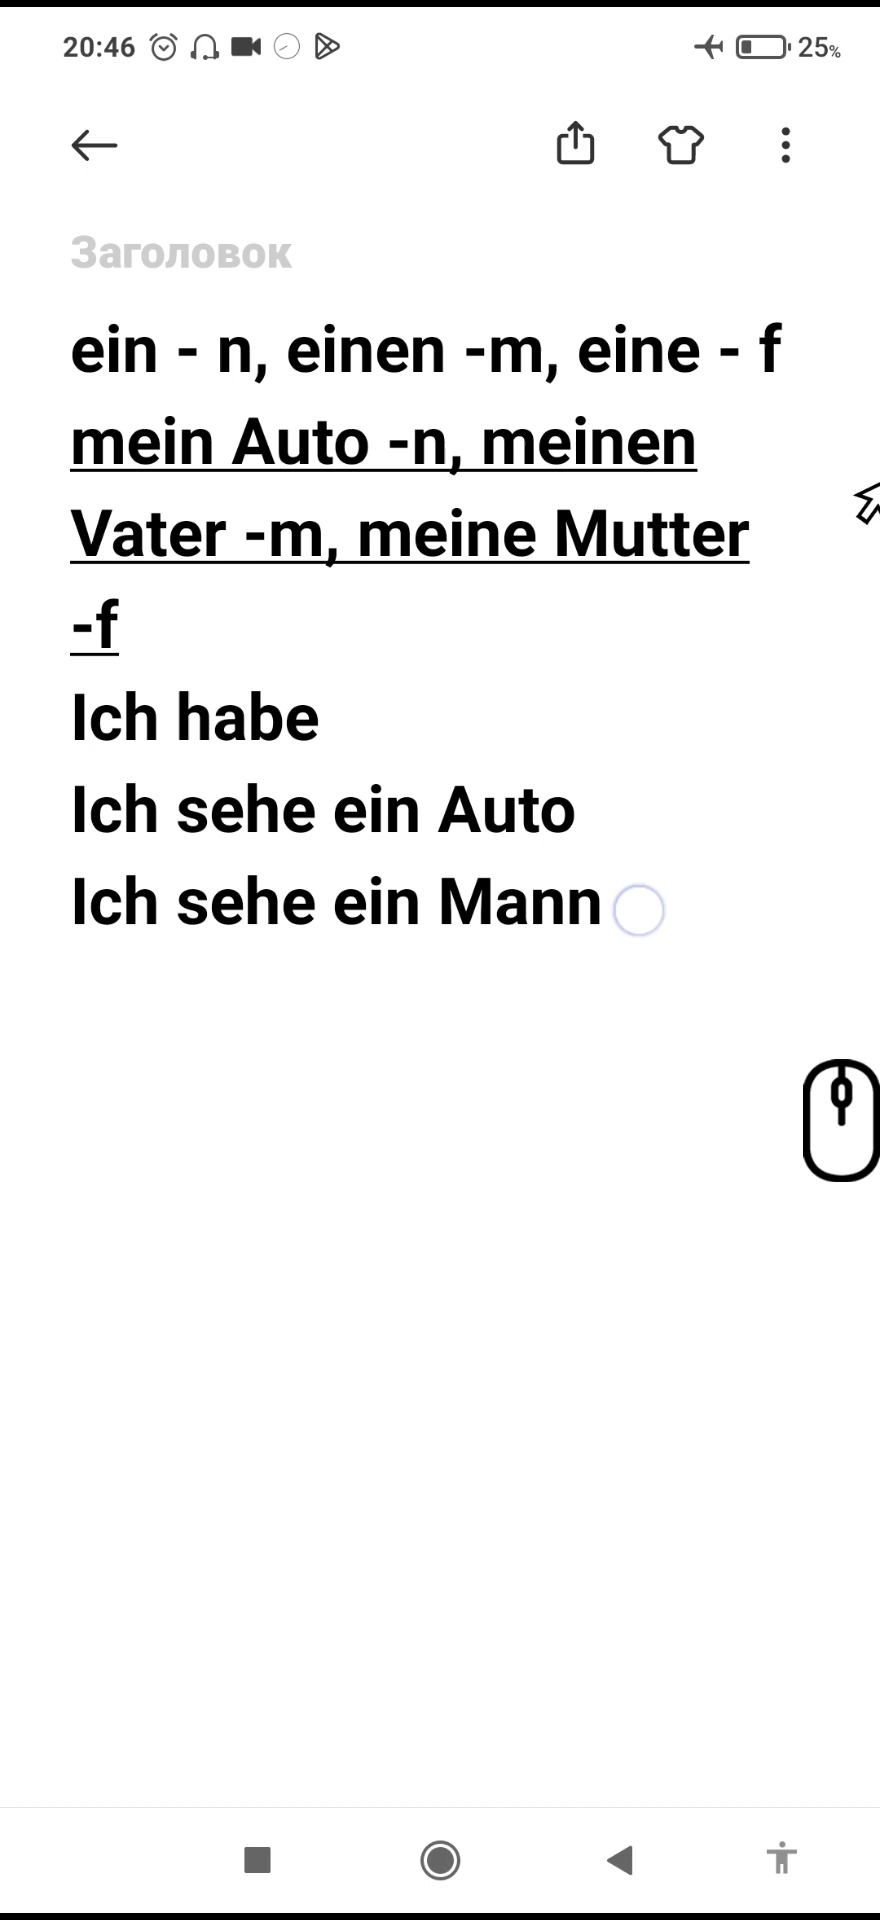 20:46
25%
Заголовок
ein - n, einen -m, eine - f
mein Auto -n, meinen
Vater -m, meine Mutter
-f
Ich habe
Ich sehe ein Auto
Ich sehe ein Mann